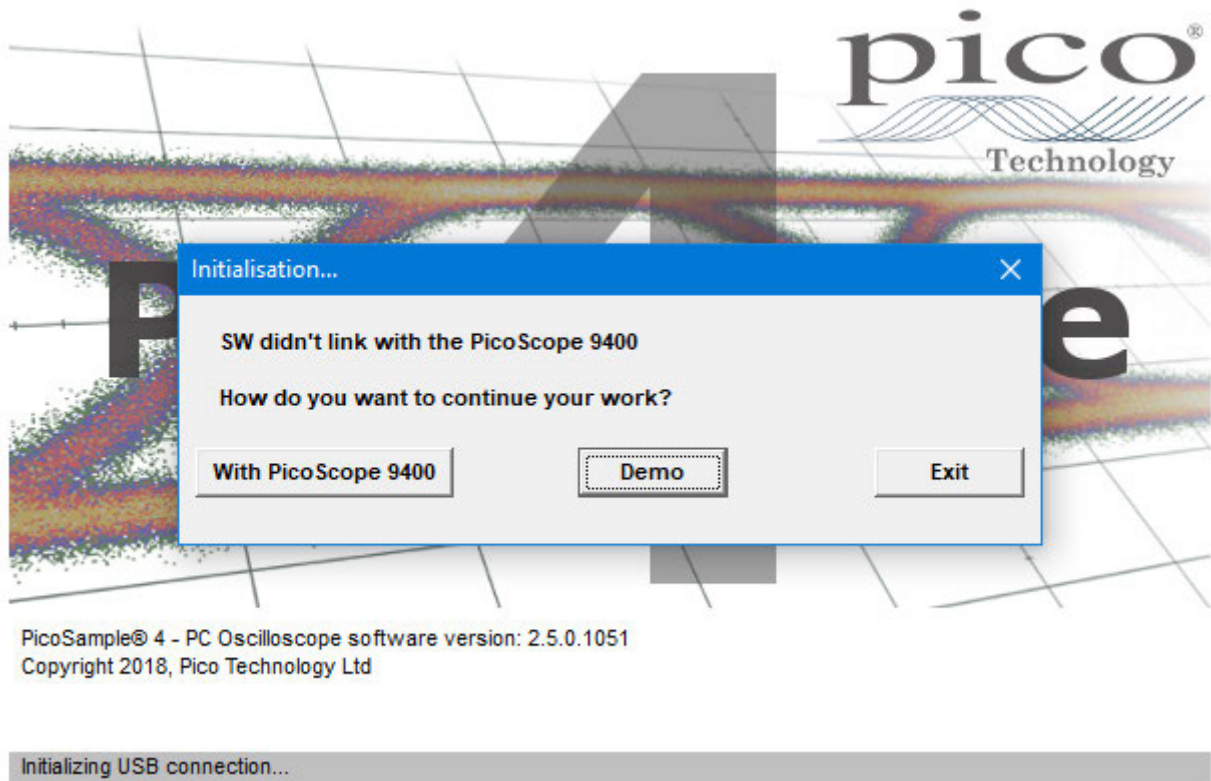 pico®
Technology
P e
Initialisation...
SW didn't link with the PicoScope 9400
How do you want to continue your work?
With PicoScope 9400 Demo Exit
PicoSample® 4 - PC Oscilloscope software version: 2.5.0.1051
Copyright 2018, Pico Technology Ltd
Initializing USB connection...